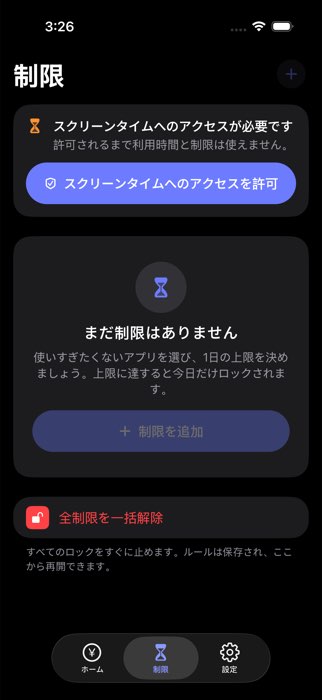 3:26
制限
スクリーンタイムへのアクセスが必要です
許可されるまで利用時間と制限は使えません。
スクリーンタイムへのアクセスを許可
まだ制限はありません
使いすぎたくないアプリを選び、1日の上限を決め
ましょう。上限に達すると今日だけロックされま
す。
+ 制限を追加
全制限を一括解除
すべてのロックをすぐに止めます。ルールは保存され、ここ
から再開できます。
ホーム 制限 設定